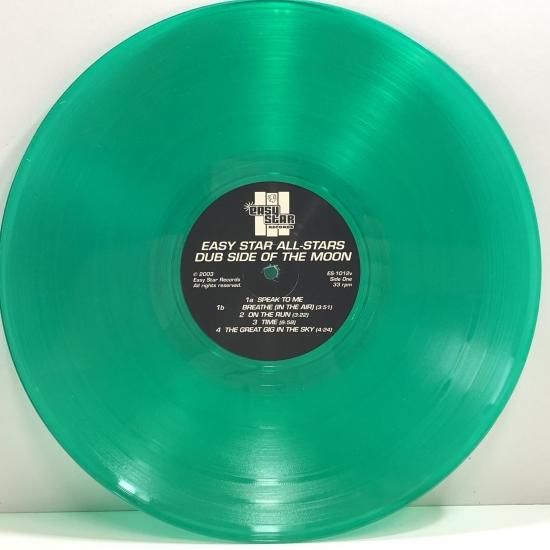 EASY STAR
RECORDS
EASY STAR ALL-STARS
DUB SIDE OF THE MOON
© 2003
Easy Star Records
All rights reserved.
ES-1012v
Side One
33 rpm
1a SPEAK TO ME
1b BREATHE (IN THE AIR) (3:51)
2 ON THE RUN (3:22)
3 TIME (6:58)
4 THE GREAT GIG IN THE SKY (4:24)